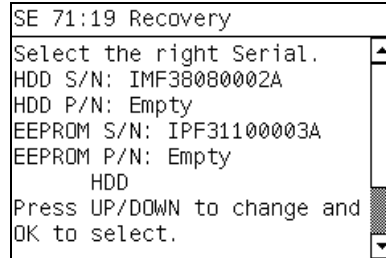 SE 71:19 Recovery
Select the right Serial.
HDD S/N: IMF38080002A
HDD P/N: Empty
EEPROM S/N: IPF31100003A
EEPROM P/N: Empty
HDD
Press UP/DOWN to change and
OK to select.